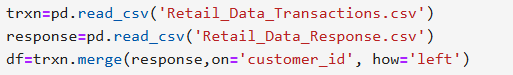 trxn=pd.read_csv('Retail_Data_Transactions.csv')
response=pd.read_csv('Retail_Data_Response.csv')
df=trxn.merge(response,on='customer_id', how='left')